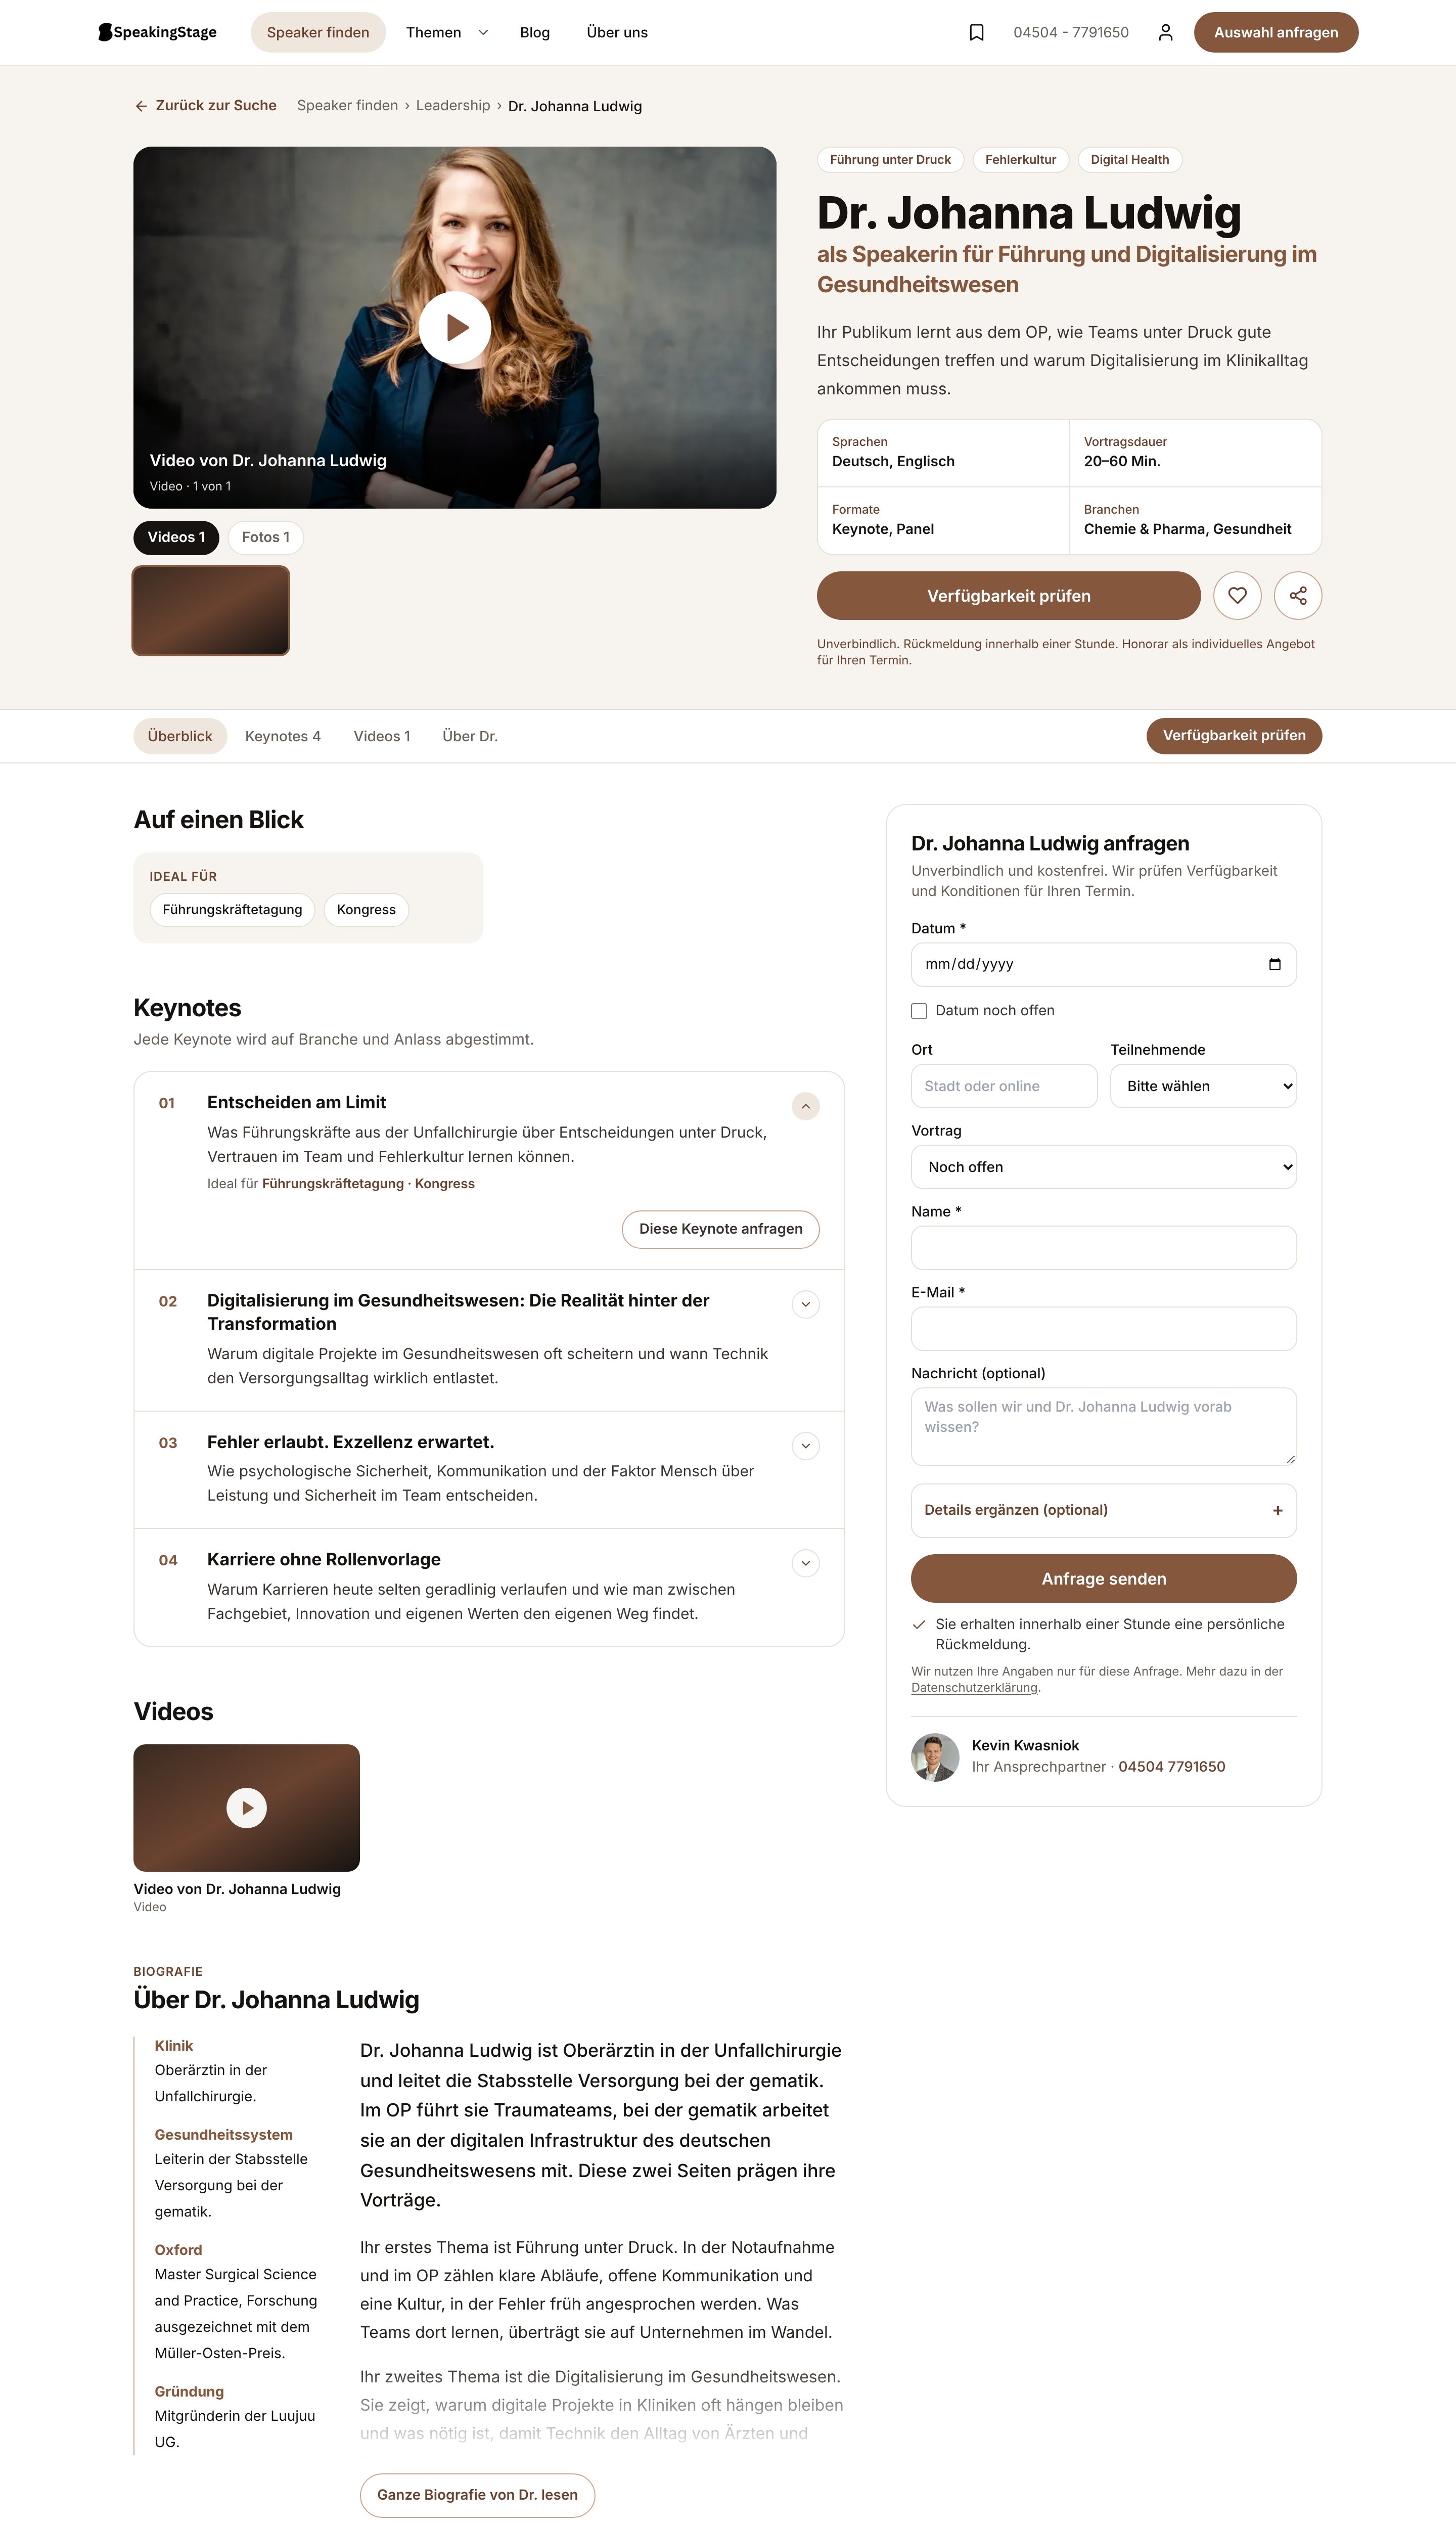 SpeakingStage
Speaker finden
Themen
Blog
Über uns
04504 - 7791650
Auswahl anfragen
Zurück zur Suche
Speaker finden › Leadership › Dr. Johanna Ludwig
Video von Dr. Johanna Ludwig
Video · 1 von 1
Videos 1
Fotos 1
Führung unter Druck
Fehlerkultur
Digital Health
Dr. Johanna Ludwig
als Speakerin für Führung und Digitalisierung im
Gesundheitswesen
Ihr Publikum lernt aus dem OP, wie Teams unter Druck gute
Entscheidungen treffen und warum Digitalisierung im Klinikalltag
ankommen muss.
Sprachen
Deutsch, Englisch
Vortragsdauer
20–60 Min.
Formate
Keynote, Panel
Branchen
Chemie & Pharma, Gesundheit
Verfügbarkeit prüfen
Unverbindlich. Rückmeldung innerhalb einer Stunde. Honorar als individuelles Angebot
für Ihren Termin.
Überblick
Keynotes 4
Videos 1
Über Dr.
Verfügbarkeit prüfen
Auf einen Blick
IDEAL FÜR
Führungskräftetagung
Kongress
Keynotes
Jede Keynote wird auf Branche und Anlass abgestimmt.
01
Entscheiden am Limit
Was Führungskräfte aus der Unfallchirurgie über Entscheidungen unter Druck,
Vertrauen im Team und Fehlerkultur lernen können.
Ideal für Führungskräftetagung · Kongress
Diese Keynote anfragen
02
Digitalisierung im Gesundheitswesen: Die Realität hinter der
Transformation
Warum digitale Projekte im Gesundheitswesen oft scheitern und wann Technik
den Versorgungsalltag wirklich entlastet.
03
Fehler erlaubt. Exzellenz erwartet.
Wie psychologische Sicherheit, Kommunikation und der Faktor Mensch über
Leistung und Sicherheit im Team entscheiden.
04
Karriere ohne Rollenvorlage
Warum Karrieren heute selten geradlinig verlaufen und wie man zwischen
Fachgebiet, Innovation und eigenen Werten den eigenen Weg findet.
Videos
Video von Dr. Johanna Ludwig
Video
Dr. Johanna Ludwig anfragen
Unverbindlich und kostenfrei. Wir prüfen Verfügbarkeit
und Konditionen für Ihren Termin.
Datum *
mm/dd/yyyy
Datum noch offen
Ort
Stadt oder online
Teilnehmende
Bitte wählen
Vortrag
Noch offen
Name *
E-Mail *
Nachricht (optional)
Was sollen wir und Dr. Johanna Ludwig vorab
wissen?
Details ergänzen (optional)
+
Anfrage senden
Sie erhalten innerhalb einer Stunde eine persönliche
Rückmeldung.
Wir nutzen Ihre Angaben nur für diese Anfrage. Mehr dazu in der
Datenschutzerklärung.
Kevin Kwasniok
Ihr Ansprechpartner · 04504 7791650
BIOGRAFIE
Über Dr. Johanna Ludwig
Klinik
Oberärztin in der
Unfallchirurgie.
Gesundheitssystem
Leiterin der Stabsstelle
Versorgung bei der
gematik.
Oxford
Master Surgical Science
and Practice, Forschung
ausgezeichnet mit dem
Müller-Osten-Preis.
Gründung
Mitgründerin der Luujuu
UG.
Dr. Johanna Ludwig ist Oberärztin in der Unfallchirurgie
und leitet die Stabsstelle Versorgung bei der gematik.
Im OP führt sie Traumateams, bei der gematik arbeitet
sie an der digitalen Infrastruktur des deutschen
Gesundheitswesens mit. Diese zwei Seiten prägen ihre
Vorträge.
Ihr erstes Thema ist Führung unter Druck. In der Notaufnahme
und im OP zählen klare Abläufe, offene Kommunikation und
eine Kultur, in der Fehler früh angesprochen werden. Was
Teams dort lernen, überträgt sie auf Unternehmen im Wandel.
Ihr zweites Thema ist die Digitalisierung im Gesundheitswesen.
Sie zeigt, warum digitale Projekte in Kliniken oft hängen bleiben
und was nötig ist, damit Technik den Alltag von Ärzten und
Ganze Biografie von Dr. lesen